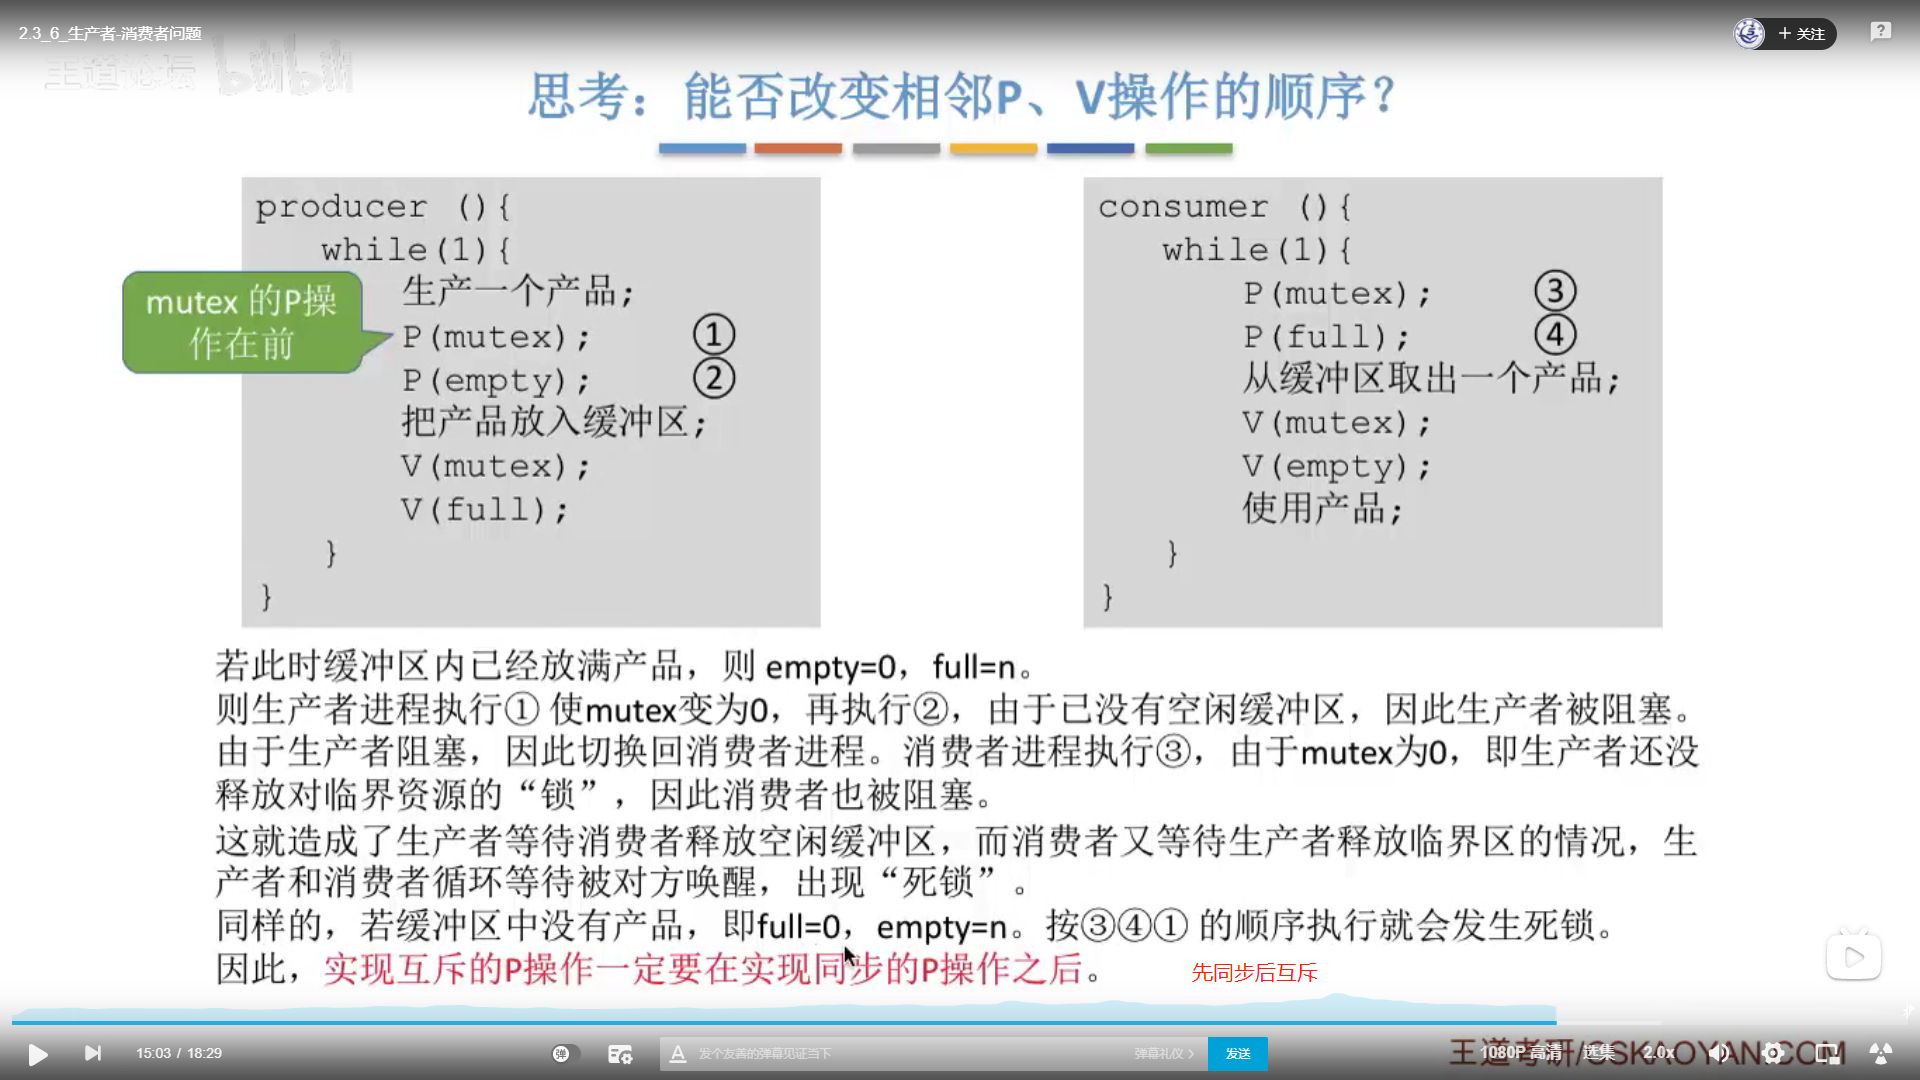 2.3_6_生产者-消费者问题
+ 关注
王道论坛 bilibili
思考：能否改变相邻P、V操作的顺序？
producer (){
while(1){
生产一个产品;
P(mutex); ①
P(empty); ②
把产品放入缓冲区;
V(mutex);
V(full);
}
}
mutex 的P操
作在前
consumer (){
while(1){
P(mutex); ③
P(full); ④
从缓冲区取出一个产品;
V(mutex);
V(empty);
使用产品;
}
}
若此时缓冲区内已经放满产品，则 empty=0，full=n。
则生产者进程执行① 使mutex变为0，再执行②，由于已没有空闲缓冲区，因此生产者被阻塞。
由于生产者阻塞，因此切换回消费者进程。消费者进程执行③，由于mutex为0，即生产者还没
释放对临界资源的“锁”，因此消费者也被阻塞。
这就造成了生产者等待消费者释放空闲缓冲区，而消费者又等待生产者释放临界区的情况，生
产者和消费者循环等待被对方唤醒，出现“死锁”。
同样的，若缓冲区中没有产品，即full=0，empty=n。按③④① 的顺序执行就会发生死锁。
因此，实现互斥的P操作一定要在实现同步的P操作之后。
先同步后互斥
15:03 / 18:29
弹
A 发个友善的弹幕见证当下
弹幕礼仪 >
发送
王道考研/CSKAOYAN.COM
1080P 高清
选集
2.0x